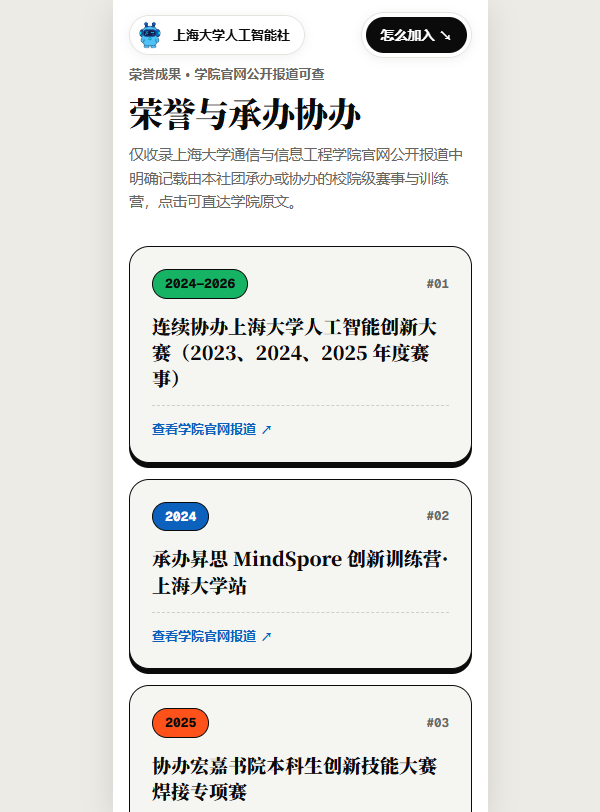 上海大学人工智能社
怎么加入 ↘
荣誉成果 • 学院官网公开报道可查
荣誉与承办协办
仅收录上海大学通信与信息工程学院官网公开报道中
明确记载由本社团承办或协办的校院级赛事与训练
营，点击可直达学院原文。
2024—2026
#01
连续协办上海大学人工智能创新大
赛（2023、2024、2025 年度赛
事）
查看学院官网报道 ↗
2024
#02
承办昇思 MindSpore 创新训练营·
上海大学站
查看学院官网报道 ↗
2025
#03
协办宏嘉书院本科生创新技能大赛
焊接专项赛